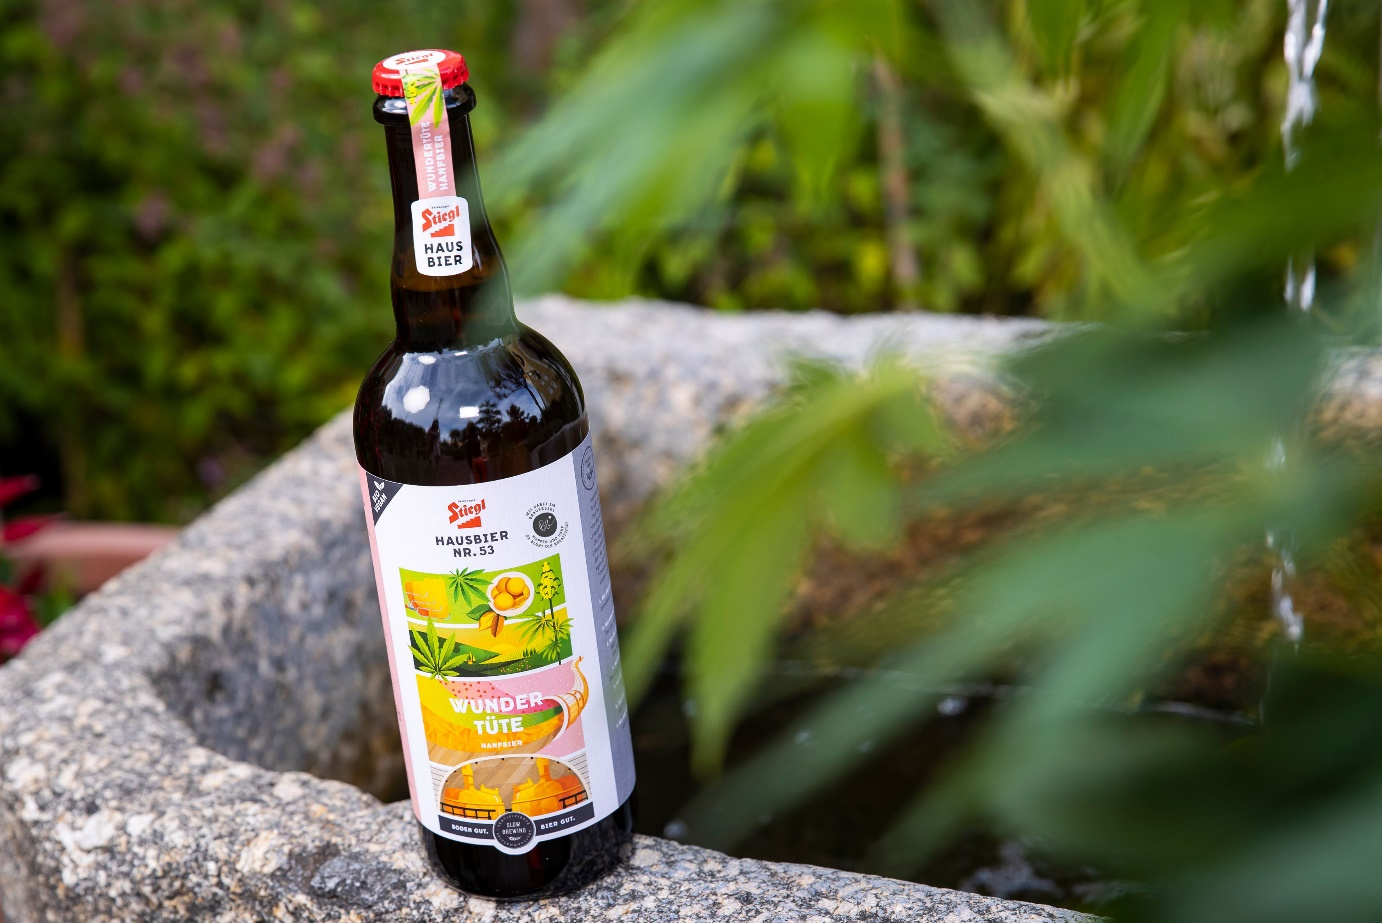 Stiegl
WUNDERTÜTE
HANFBIER
Stiegl
HAUS
BIER
BIO
VEGAN
Stiegl
HAUSBIER
NR. 53
WUNDER
TÜTE
HANFBIER
BODEN GUT.
SLOW
BREWING
BIER GUT.